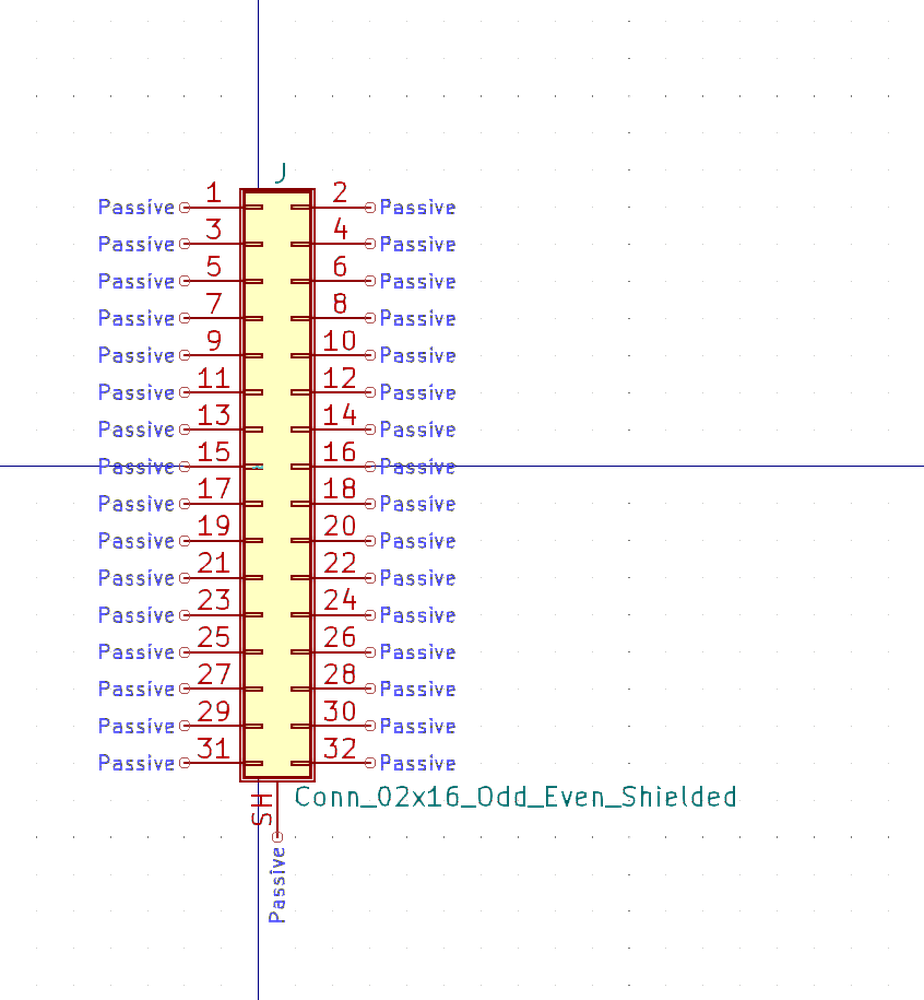 J
Passive 1 2 Passive
Passive 3 4 Passive
Passive 5 6 Passive
Passive 7 8 Passive
Passive 9 10 Passive
Passive 11 12 Passive
Passive 13 14 Passive
Passive 15 16 Passive
Passive 17 18 Passive
Passive 19 20 Passive
Passive 21 22 Passive
Passive 23 24 Passive
Passive 25 26 Passive
Passive 27 28 Passive
Passive 29 30 Passive
Passive 31 32 Passive
SH Conn_02x16_Odd_Even_Shielded
Passive